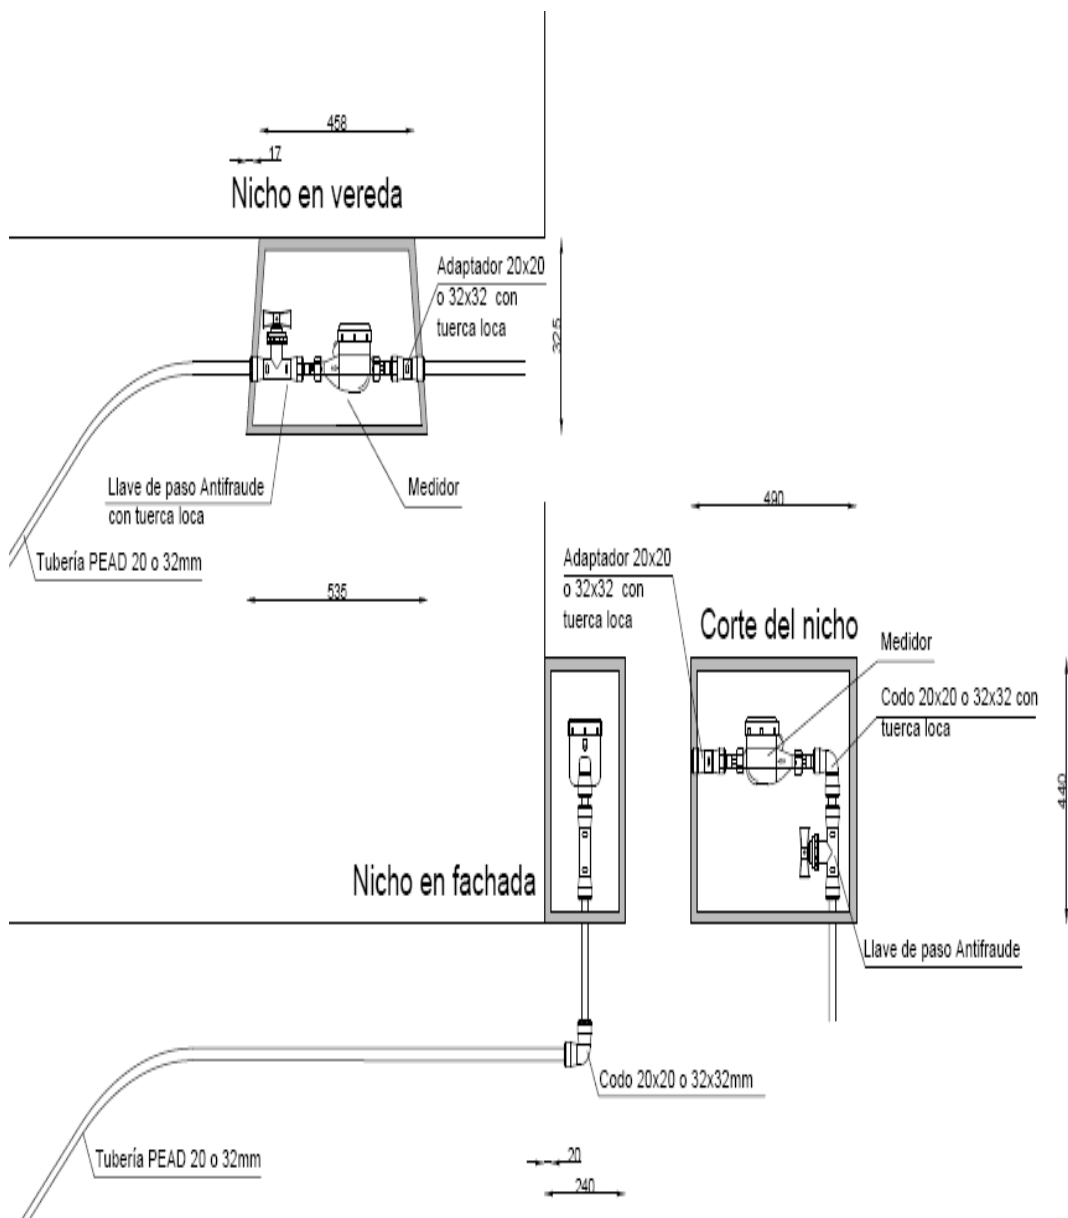 458
17
Nicho en vereda
Adaptador 20x20
o 32x32 con
tuerca loca
325
Llave de paso Antifraude
con tuerca loca
Medidor
Tubería PEAD 20 o 32mm
535
490
Adaptador 20x20
o 32x32 con
tuerca loca
Corte del nicho
Medidor
Codo 20x20 o 32x32 con
tuerca loca
440
Nicho en fachada
Llave de paso Antifraude
Codo 20x20 o 32x32mm
Tubería PEAD 20 o 32mm
20
240